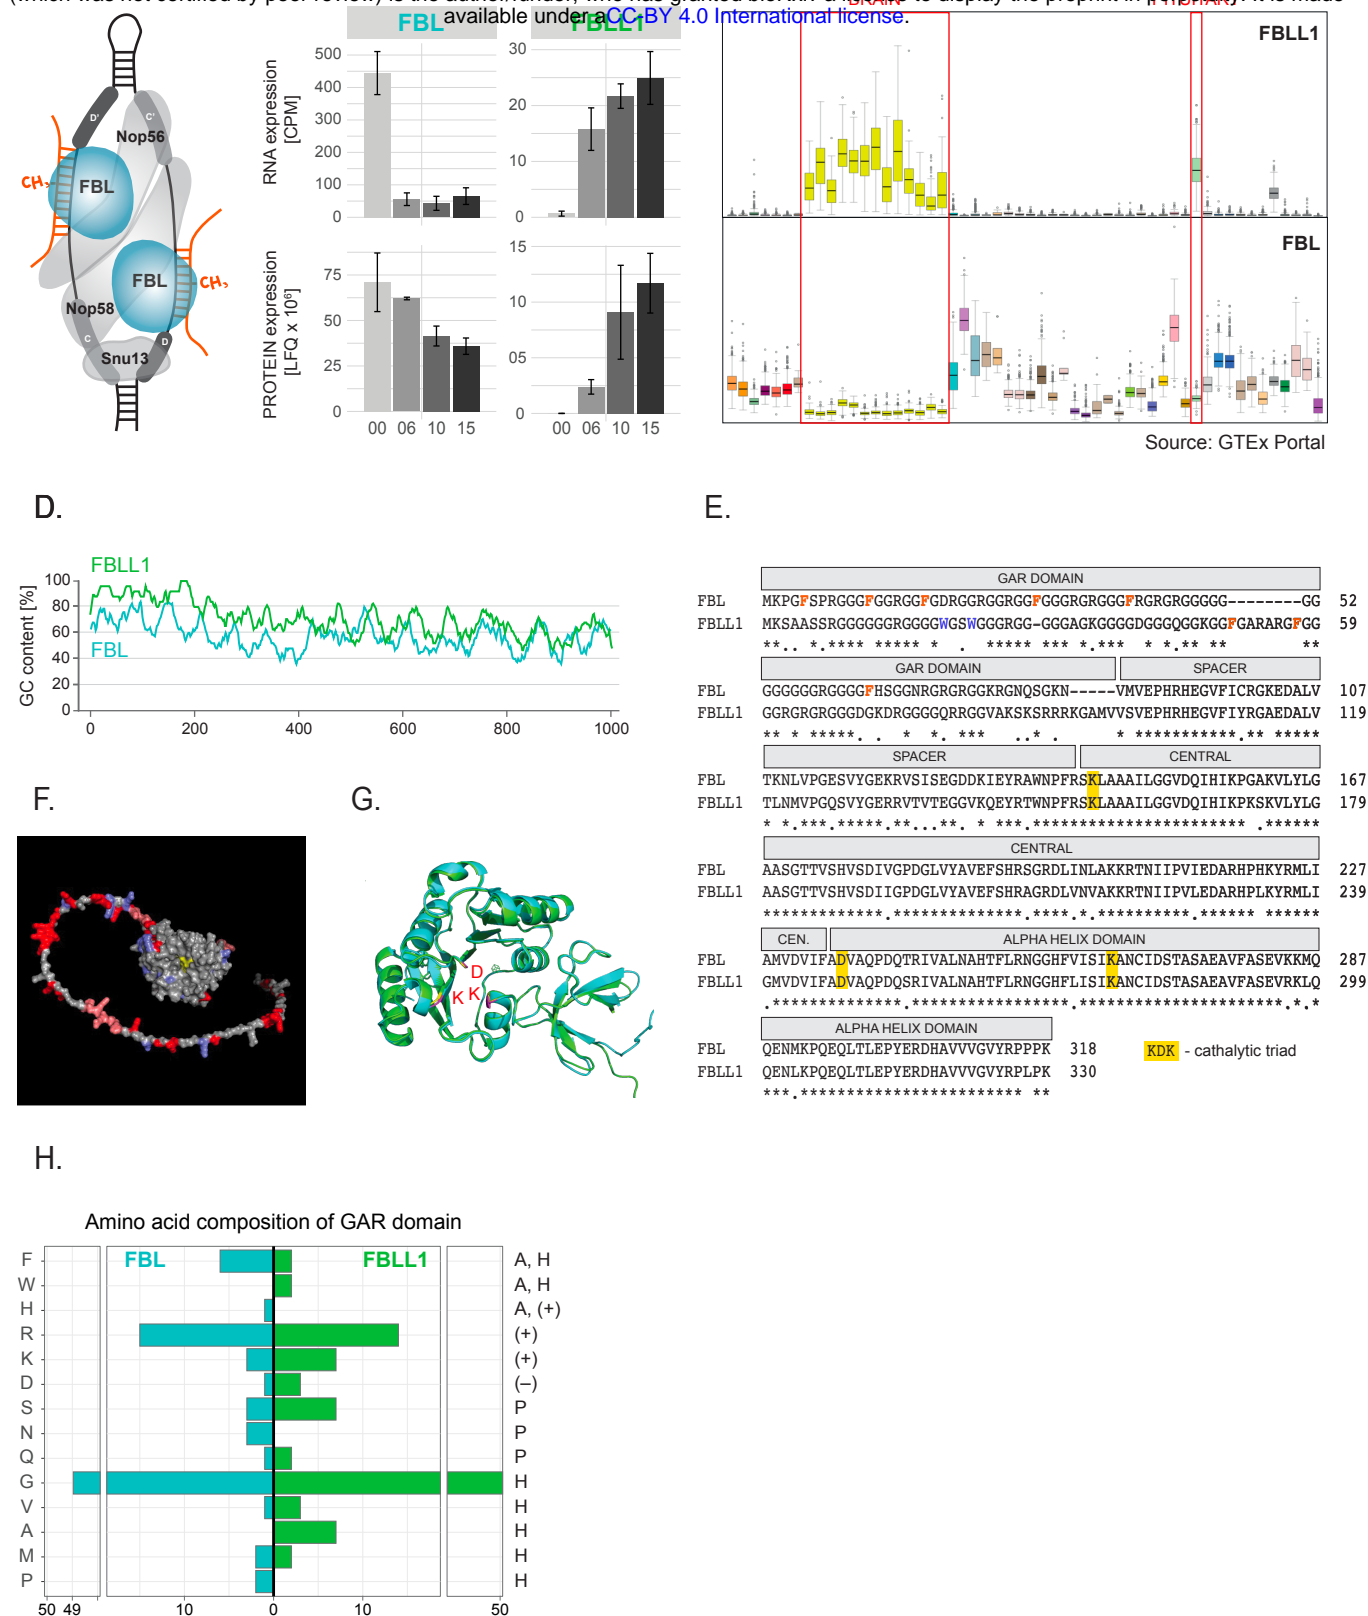 available under aCC-BY 4.0 International license.
FBL
FBLL1
RNA expression
[CPM]
500
400
300
200
100
0
30
20
10
0
PROTEIN expression
[LFQ x 10⁶]
75
50
25
0
15
10
05
0
00 06 10 15
00 06 10 15
D'
C'
Nop56
FBL
CH₃
FBL
CH₃
Nop58
C
D
Snu13
FBLL1
FBL
Source: GTEx Portal
D.
FBLL1
FBL
GC content [%]
100
80
60
40
20
0
0 200 400 600 800 1000
E.
GAR DOMAIN
FBL MKPGFSPRGGGFGGRGGFGDRGGRGGRGGFGGGRGRGGGFRGRGRGGGGG--------GG 52
FBLL1 MKSAASSRGGGGGGRGGGGWGSWGGGRGG-GGGAGKGGGGDGGGQGGKGGFGARARGFGG 59
GAR DOMAIN SPACER
FBL GGGGGGRGGGGFHSGGNRGRGRGGKRGNQSGKN-----VMVEPHRHEGVFICRGKEDALV 107
FBLL1 GGRGRGRGGGDGKDRGGGGQRRGGVAKSKSRRRKGAMVVSVEPHRHEGVFIYRGAEDALV 119
SPACER CENTRAL
FBL TKNLVPGESVYGEKRVSISEGDDKIEYRAWNPFRSKLAAAILGGVDQIHIKPGAKVLYLG 167
FBLL1 TLNMVPGQSVYGERRVTVTEGGVKQEYRTWNPFRSKLAAAILGGVDQIHIKPKSKVLYLG 179
CENTRAL
FBL AASGTTVSHVSDIVGPDGLVYAVEFSHRSGRDLINLAKKRTNIIPVIEDARHPHKYRMLI 227
FBLL1 AASGTTVSHVSDIIGPDGLVYAVEFSHRAGRDLVNVAKKRTNIIPVLEDARHPLKYRMLI 239
CEN. ALPHA HELIX DOMAIN
FBL AMVDVIFADVAQPDQTRIVALNAHTFLRNGGHFVISIKANCIDSTASAEAVFASEVKKMQ 287
FBLL1 GMVDVIFADVAQPDQSRIVALNAHTFLRNGGHFLISIKANCIDSTASAEAVFASEVRKLQ 299
ALPHA HELIX DOMAIN
FBL QENMKPQEQLTLEPYERDHAVVVGVYRPPPK 318
FBLL1 QENLKPQEQLTLEPYERDHAVVVGVYRPLPK 330
KDK - cathalytic triad
F.
G.
D
K K
H.
Amino acid composition of GAR domain
FBL FBLL1
F A, H
W A, H
H A, (+)
R (+)
K (+)
D (–)
S P
N P
Q P
G H
V H
A H
M H
P H
50 49 10 0 10 50